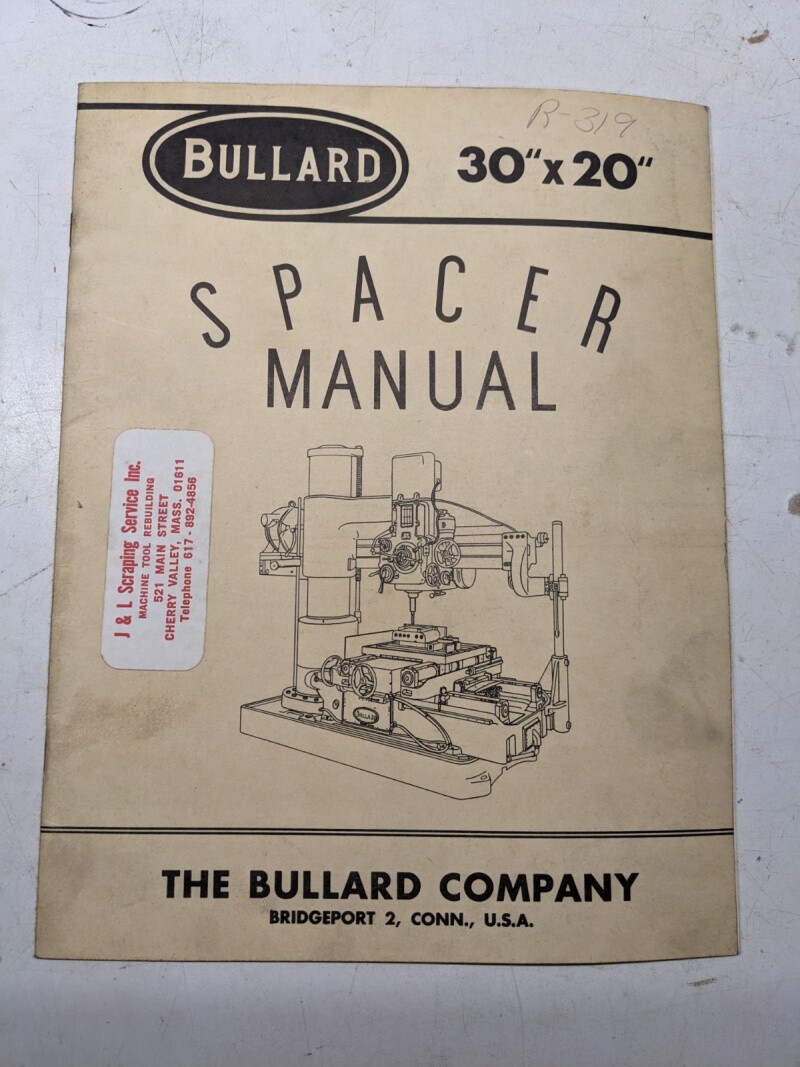 R-319
BULLARD
30" x 20"
SPACER
MANUAL
J & L Scraping Service Inc.
MACHINE TOOL REBUILDING
521 MAIN STREET
CHERRY VALLEY, MASS. 01611
Telephone 617 - 892-4856
BULLARD
THE BULLARD COMPANY
BRIDGEPORT 2, CONN., U.S.A.